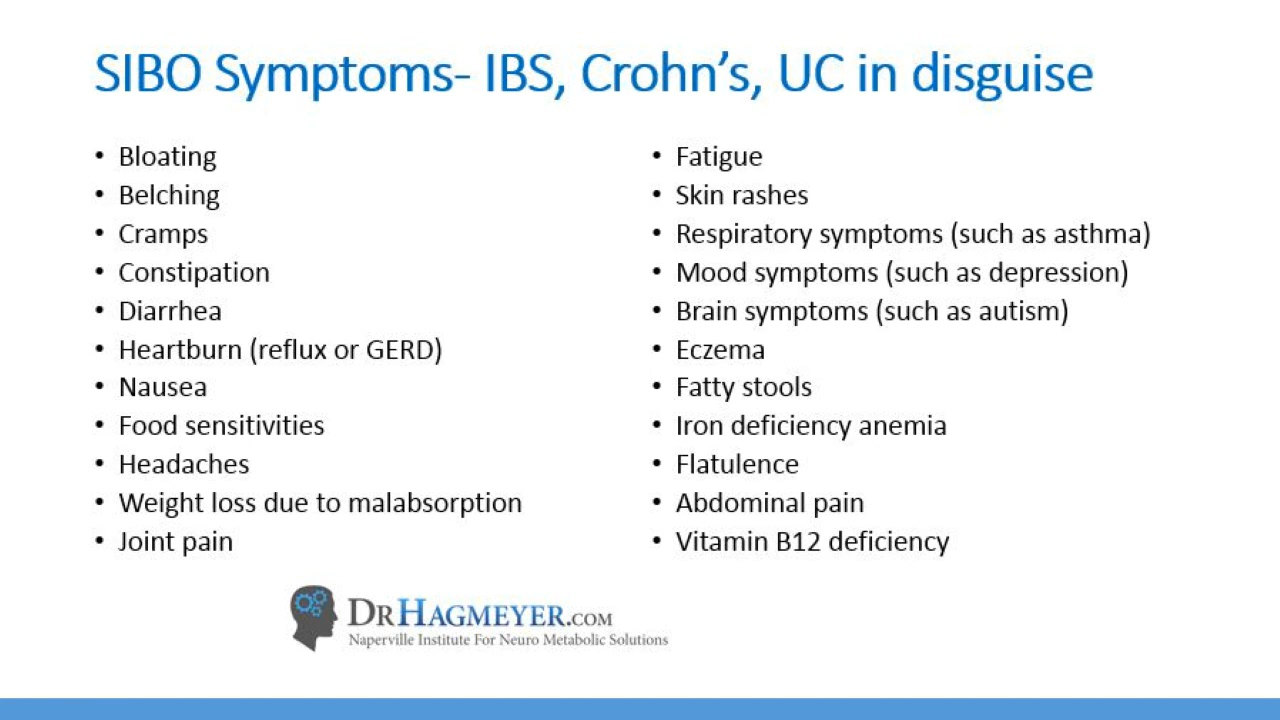 SIBO Symptoms- IBS, Crohn’s, UC in disguise
• Bloating
• Belching
• Cramps
• Constipation
• Diarrhea
• Heartburn (reflux or GERD)
• Nausea
• Food sensitivities
• Headaches
• Weight loss due to malabsorption
• Joint pain
• Fatigue
• Skin rashes
• Respiratory symptoms (such as asthma)
• Mood symptoms (such as depression)
• Brain symptoms (such as autism)
• Eczema
• Fatty stools
• Iron deficiency anemia
• Flatulence
• Abdominal pain
• Vitamin B12 deficiency
DRHAGMEYER.COM
Naperville Institute For Neuro Metabolic Solutions